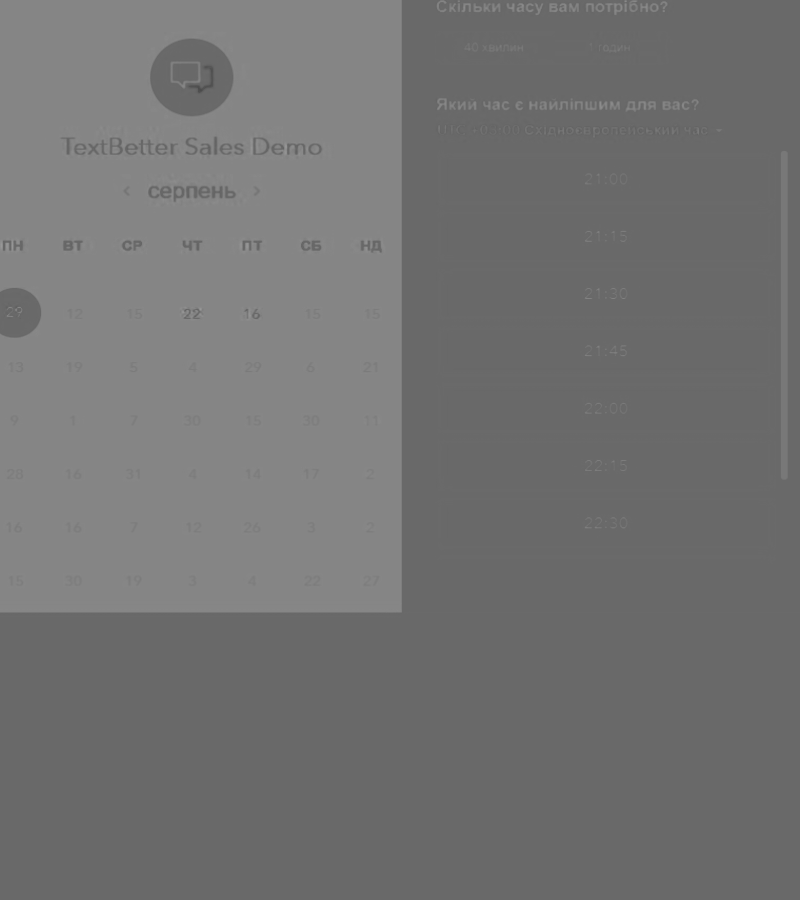 TextBetter Sales Demo
серпень
ПН ВТ СР ЧТ ПТ СБ НД
29 12 15 22 16 15 15
13 19 5 4 29 6 21
9 1 7 30 15 30 11
28 16 31 4 14 17 2
16 16 7 12 26 3 2
15 30 19 3 4 22 27
Скільки часу вам потрібно?
40 хвилин 1 годин
Який час є найліпшим для вас?
Східноєвропейський час
21:00
21:15
21:30
21:45
22:00
22:15
22:30